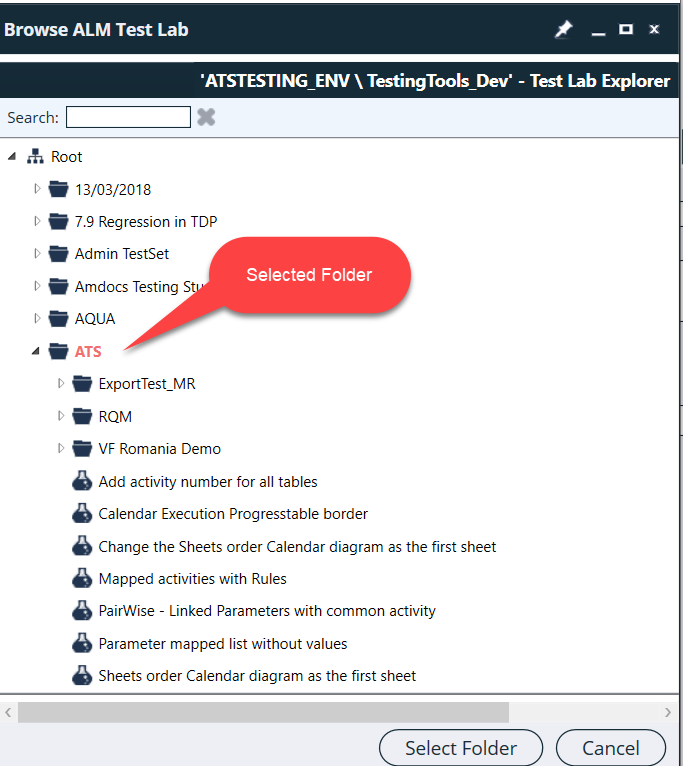 Browse ALM Test Lab
'ATSTESTING_ENV \ TestingTools_Dev' - Test Lab Explorer
Search:
Root
13/03/2018
7.9 Regression in TDP
Admin TestSet
Selected Folder
Amdocs Testing
AQUA
ATS
ExportTest_MR
RQM
VF Romania Demo
Add activity number for all tables
Calendar Execution Progresstable border
Change the Sheets order Calendar diagram as the first sheet
Mapped activities with Rules
PairWise - Linked Parameters with common activity
Parameter mapped list without values
Sheets order Calendar diagram as the first sheet
Select Folder
Cancel